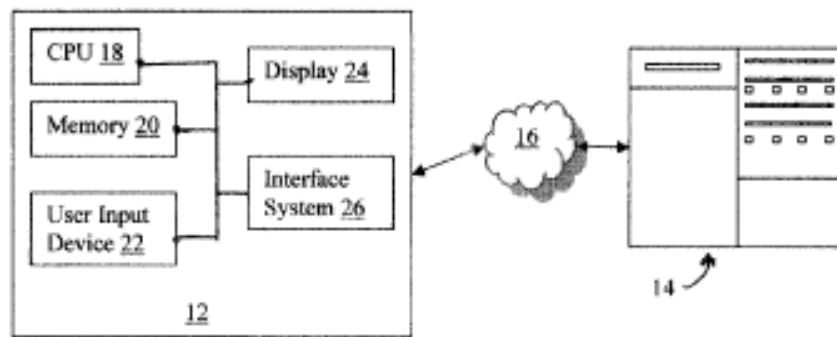 CPU 18
Display 24
Memory 20
16
Interface
System 26
User Input
Device 22
14
12